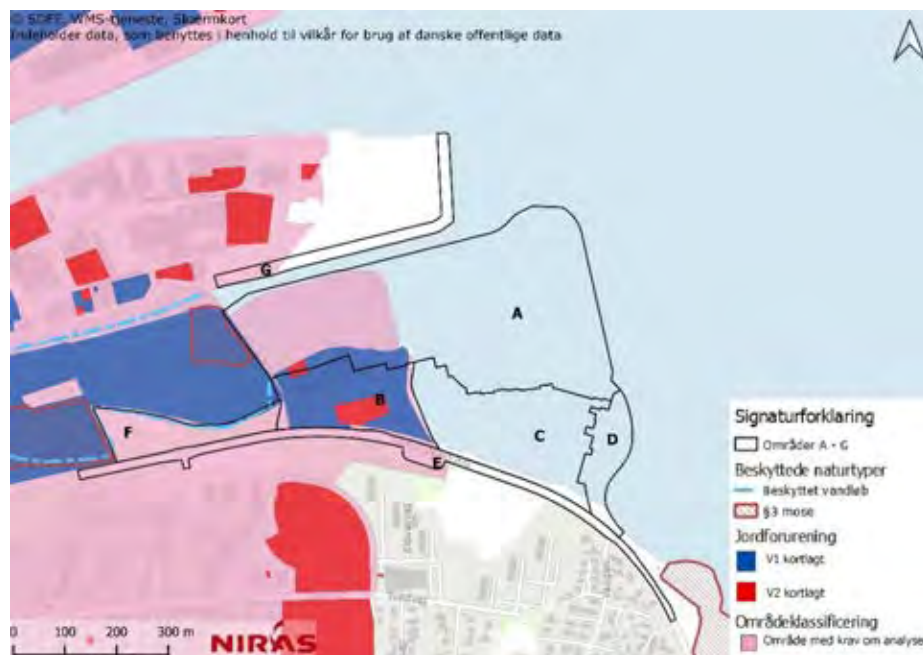 © SDFE, WMS-tjeneste, Skærmkort
Indeholder data, som benyttes i henhold til vilkår for brug af danske offentlige data
G
A
B
F
C
D
E
Signaturforklaring
Områder A - G
Beskyttede naturtyper
Beskyttet vandløb
§3 mose
Jordforurening
V1 kortlagt
V2 kortlagt
Områdeklassificering
Område med krav om analyse
0 100 200 300 m
NIRAS